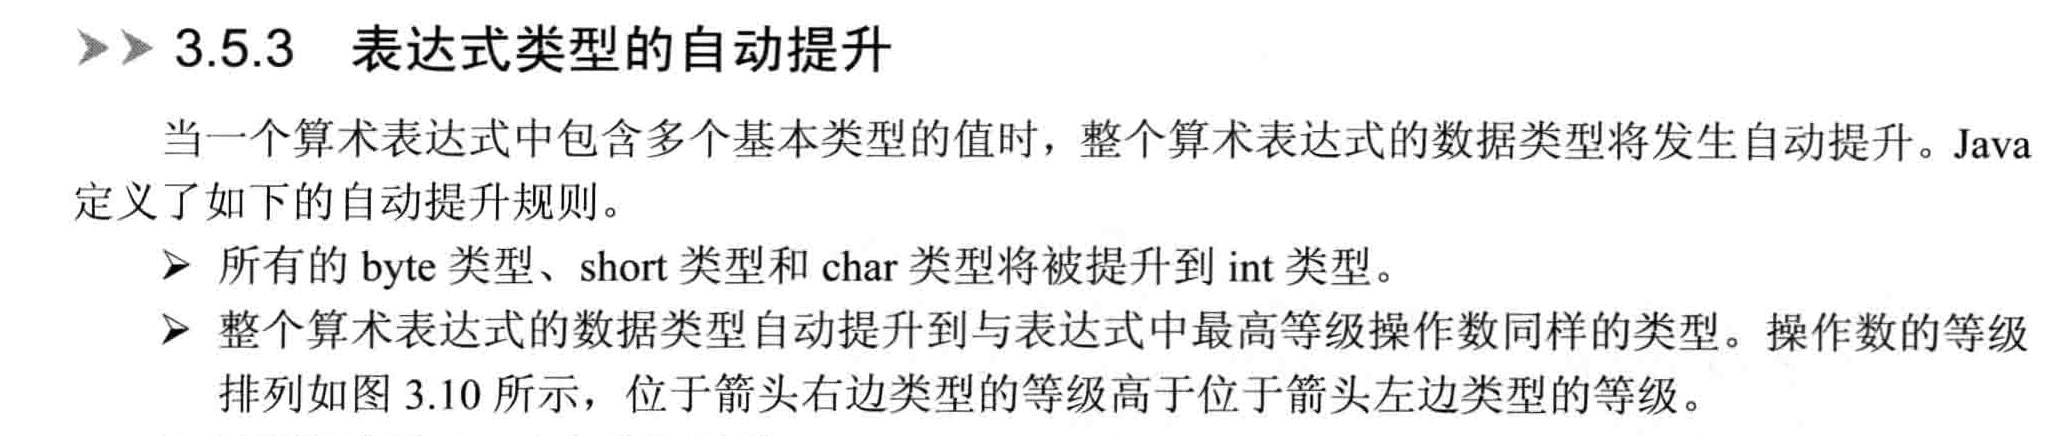 3.5.3 表达式类型的自动提升
当一个算术表达式中包含多个基本类型的值时，整个算术表达式的数据类型将发生自动提升。Java
定义了如下的自动提升规则。
➢ 所有的 byte 类型、short 类型和 char 类型将被提升到 int 类型。
➢ 整个算术表达式的数据类型自动提升到与表达式中最高等级操作数同样的类型。操作数的等级
排列如图 3.10 所示，位于箭头右边类型的等级高于位于箭头左边类型的等级。